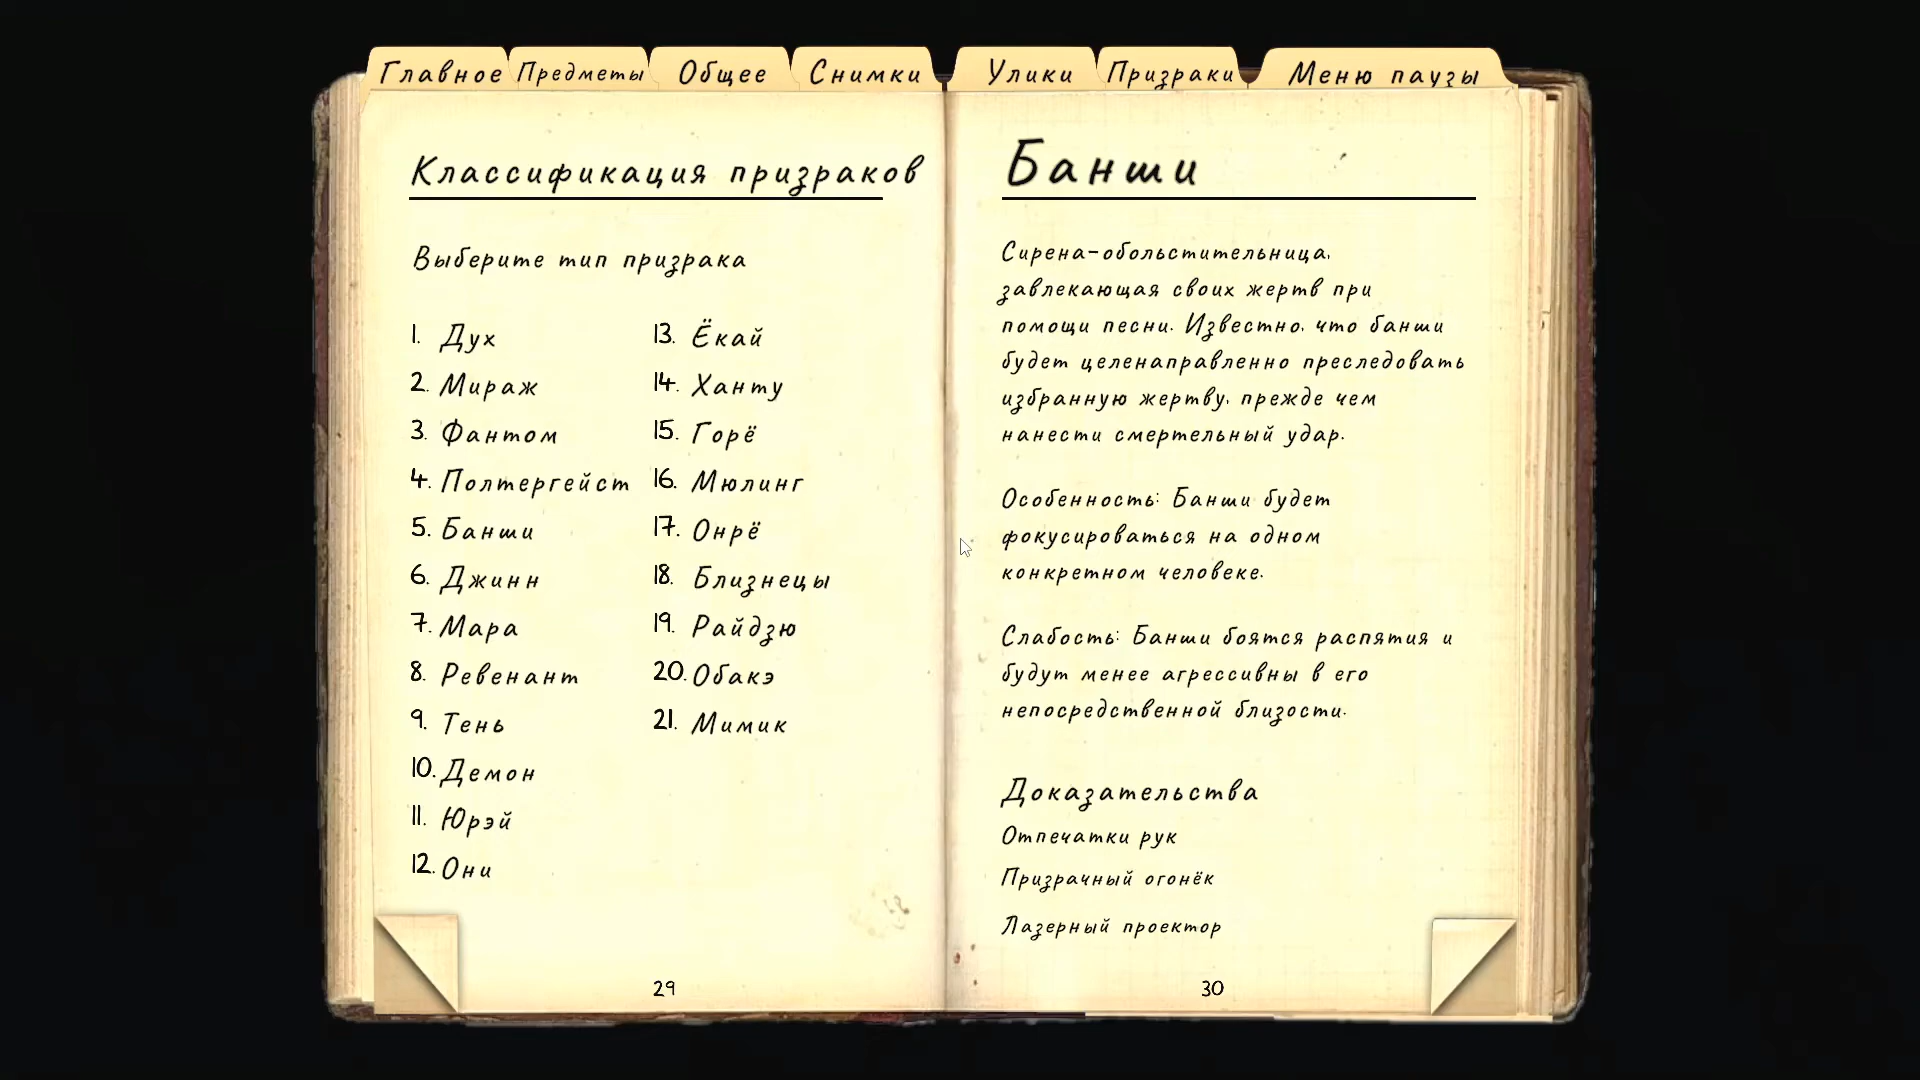 Главное Предметы Общее Снимки Улики Призраки Меню паузы
Классификация призраков
Выберите тип призрака
1. Дух
2. Мираж
3. Фантом
4. Полтергейст
5. Банши
6. Джинн
7. Мара
8. Ревенант
9. Тень
10. Демон
11. Юрэй
12. Они
13. Ёкай
14. Ханту
15. Горё
16. Мюлинг
17. Онрё
18. Близнецы
19. Райдзю
20. Обакэ
21. Мимик
29
Банши
Сирена-обольстительница,
завлекающая своих жертв при
помощи песни. Известно, что банши
будет целенаправленно преследовать
избранную жертву, прежде чем
нанести смертельный удар.
Особенность: Банши будет
фокусироваться на одном
конкретном человеке.
Слабость: Банши боятся распятия и
будут менее агрессивны в его
непосредственной близости.
Доказательства
Отпечатки рук
Призрачный огонёк
Лазерный проектор
30